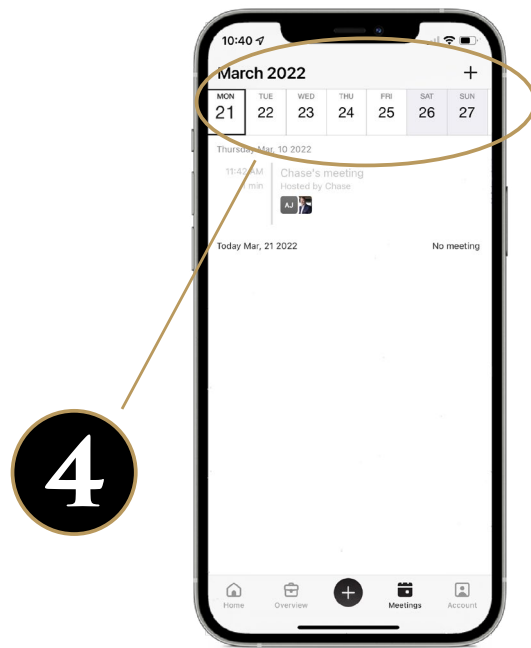 10:40
March 2022
MON TUE WED THU FRI SAT SUN
21 22 23 24 25 26 27
Thursday Mar, 10 2022
11:42 AM Chase's meeting
min Hosted by Chase
AJ
Today Mar, 21 2022 No meeting
4
Home Overview Meetings Account